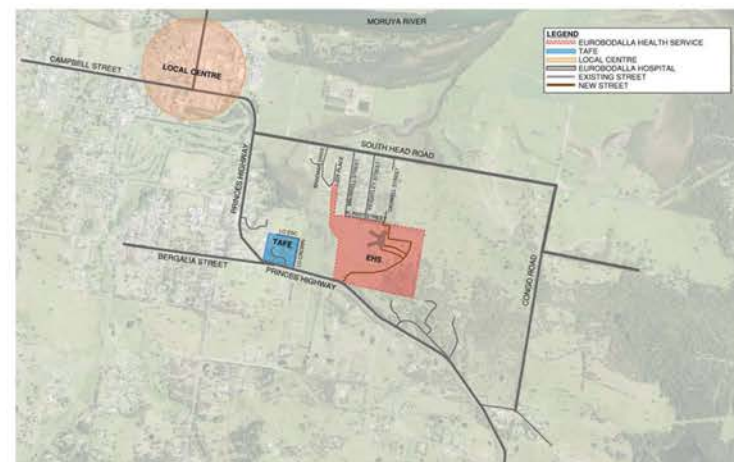 MORUYA RIVER
LEGEND
EUROBODALLA HEALTH SERVICE
TAFE
LOCAL CENTRE
EUROBODALLA HOSPITAL
EXISTING STREET
NEW STREET
CAMPBELL STREET
LOCAL CENTRE
PRINCES HIGHWAY
SOUTH HEAD ROAD
TAFE
EHS
BERGALIA STREET
PRINCES HIGHWAY
CONGO ROAD